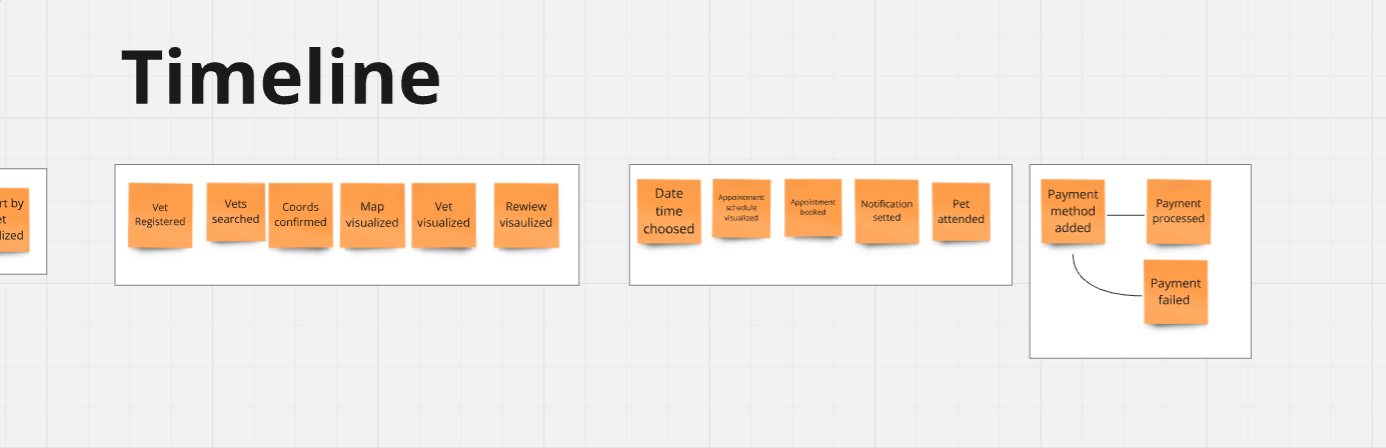 Timeline
rt by
et
lized
Vet
Registered
Vets
searched
Coords
confirmed
Map
visualized
Vet
visualized
Rewiew
visaulized
Date
time
choosed
Appointment
schedule
visualized
Appointment
booked
Notification
setted
Pet
attended
Payment
method
added
Payment
processed
Payment
failed